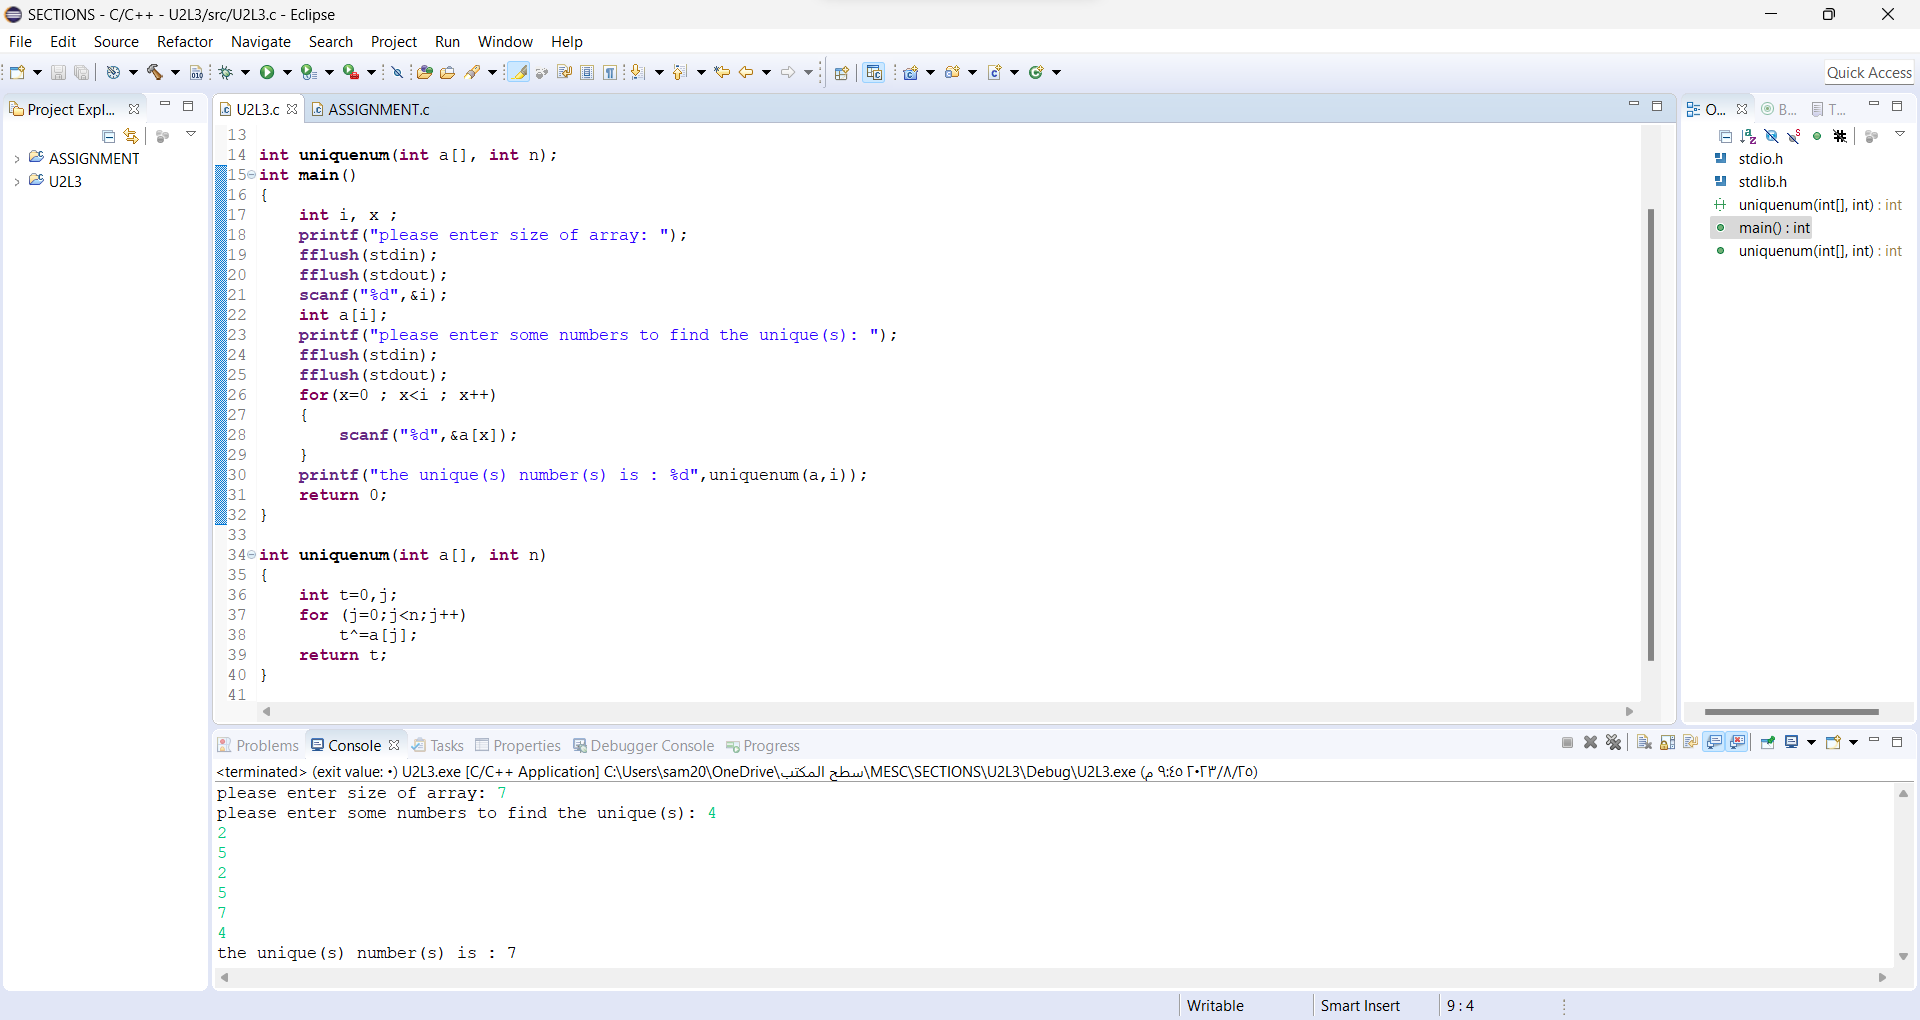 SECTIONS - C/C++ - U2L3/src/U2L3.c - Eclipse
File Edit Source Refactor Navigate Search Project Run Window Help
Quick Access
Project Expl...
ASSIGNMENT
U2L3
U2L3.c ASSIGNMENT.c
13
14 int uniquenum(int a[], int n);
15 int main()
16 {
17 int i, x ;
18 printf("please enter size of array: ");
19 fflush(stdin);
20 fflush(stdout);
21 scanf("%d",&i);
22 int a[i];
23 printf("please enter some numbers to find the unique(s): ");
24 fflush(stdin);
25 fflush(stdout);
26 for(x=0 ; x<i ; x++)
27 {
28 scanf("%d",&a[x]);
29 }
30 printf("the unique(s) number(s) is : %d",uniquenum(a,i));
31 return 0;
32 }
33
34 int uniquenum(int a[], int n)
35 {
36 int t=0,j;
37 for (j=0;j<n;j++)
38 t^=a[j];
39 return t;
40 }
41
O... B... T...
stdio.h
stdlib.h
uniquenum(int[], int) : int
main() : int
uniquenum(int[], int) : int
Problems Console Tasks Properties Debugger Console Progress
<terminated> (exit value: ٠) U2L3.exe [C/C++ Application] C:\Users\sam20\OneDrive\سطح المكتب\MESC\SECTIONS\U2L3\Debug\U2L3.exe (٢٥/٨/٢٠٢٣ ٩:٤٥ م)
please enter size of array: 7
please enter some numbers to find the unique(s): 4
2
5
2
5
7
4
the unique(s) number(s) is : 7
Writable Smart Insert 9 : 4